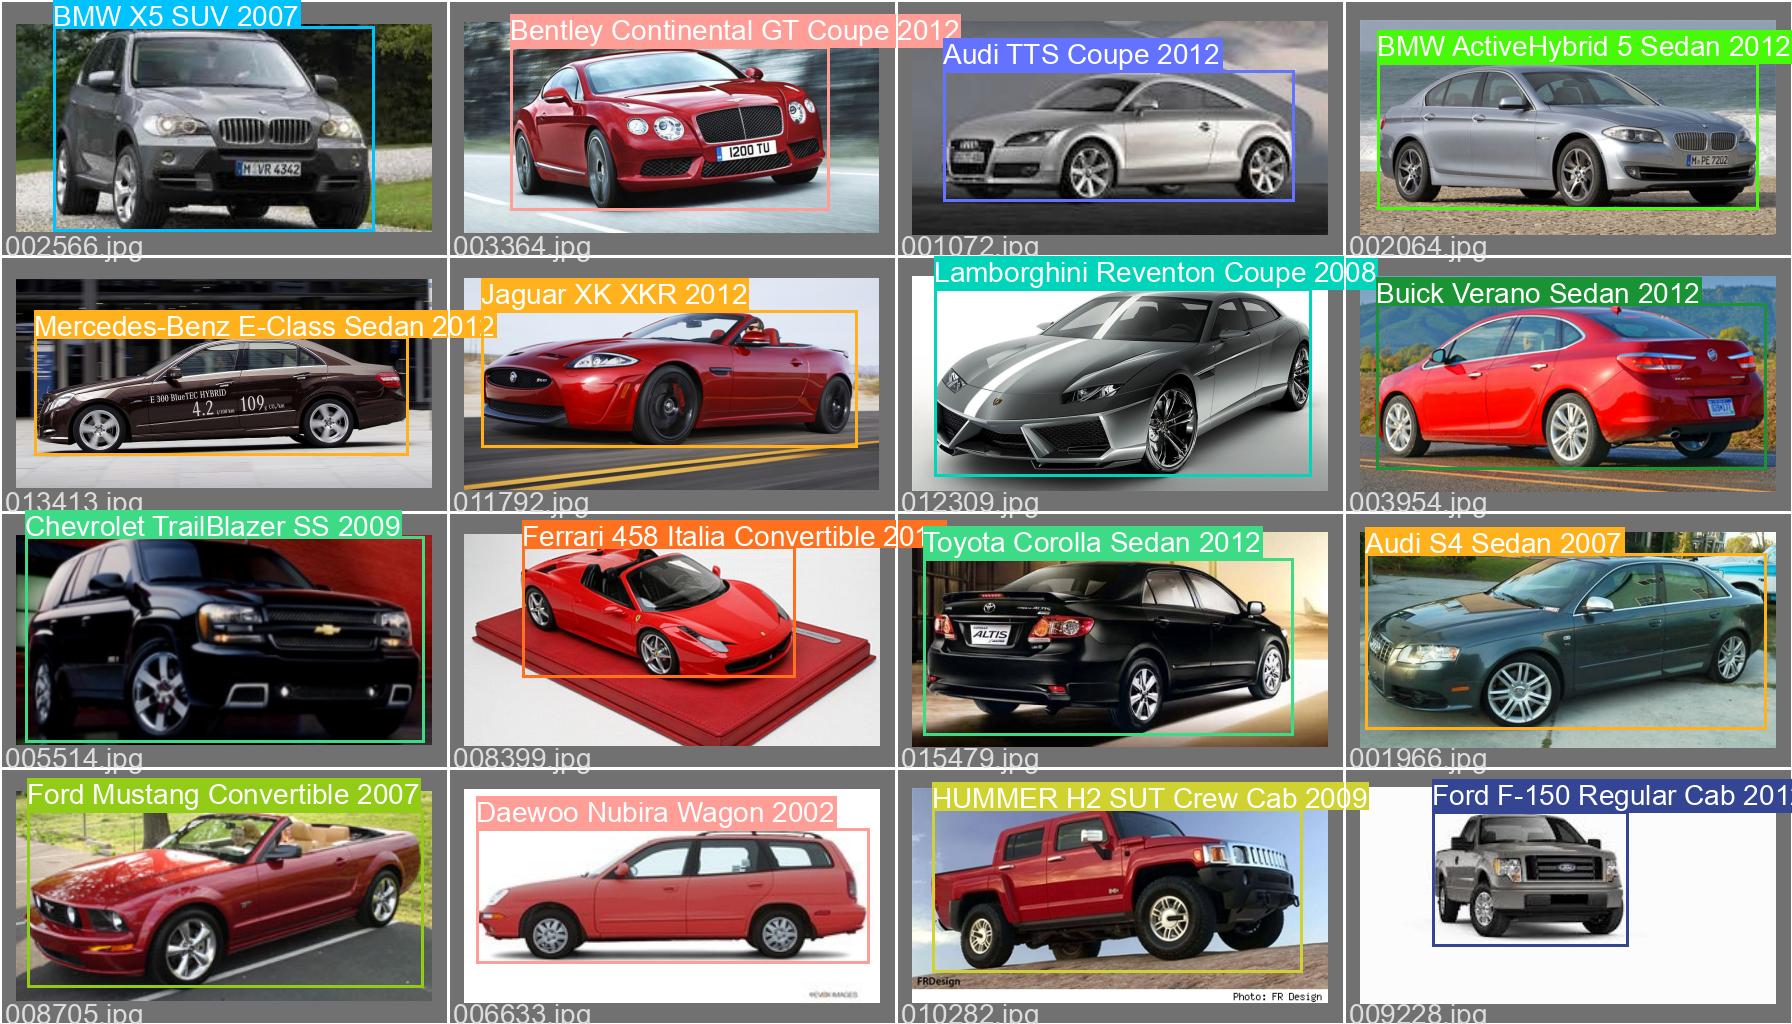 BMW X5 SUV 2007
M VR 4342
002566.jpg
Bentley Continental GT Coupe 2012
1200 TU
003364.jpg
Audi TTS Coupe 2012
001072.jpg
BMW ActiveHybrid 5 Sedan 2012
M PE 7202
002064.jpg
Mercedes-Benz E-Class Sedan 2012
E 300 BlueTEC HYBRID
4.2 109
013413.jpg
Jaguar XK XKR 2012
011792.jpg
Lamborghini Reventon Coupe 2008
012309.jpg
Buick Verano Sedan 2012
003954.jpg
Chevrolet TrailBlazer SS 2009
005514.jpg
Ferrari 458 Italia Convertible 201
008399.jpg
Toyota Corolla Sedan 2012
ALTIS
015479.jpg
Audi S4 Sedan 2007
001966.jpg
Ford Mustang Convertible 2007
008705.jpg
Daewoo Nubira Wagon 2002
006633.jpg
HUMMER H2 SUT Crew Cab 2009
FRDesign
Photo: FR Design
010282.jpg
Ford F-150 Regular Cab 201
009228.jpg